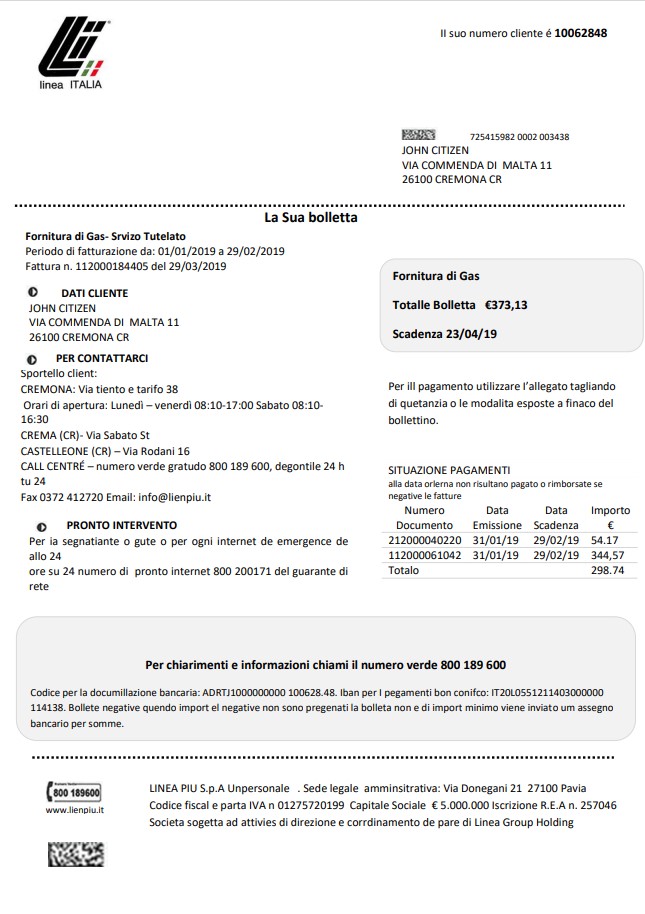 linea ITALIA
Il suo numero cliente é 10062848
725415982 0002 003438
JOHN CITIZEN
VIA COMMENDA DI MALTA 11
26100 CREMONA CR
La Sua bolletta
Fornitura di Gas- Srvizo Tutelato
Periodo di fatturazione da: 01/01/2019 a 29/02/2019
Fattura n. 112000184405 del 29/03/2019
DATI CLIENTE
JOHN CITIZEN
VIA COMMENDA DI MALTA 11
26100 CREMONA CR
PER CONTATTARCI
Sportello client:
CREMONA: Via tiento e tarifo 38
Orari di apertura: Lunedì – venerdì 08:10-17:00 Sabato 08:10-
16:30
CREMA (CR)- Via Sabato St
CASTELLEONE (CR) – Via Rodani 16
CALL CENTRÉ – numero verde gratudo 800 189 600, degontile 24 h
tu 24
Fax 0372 412720 Email: info@lienpiu.it
PRONTO INTERVENTO
Per ia segnatiante o gute o per ogni internet de emergence de
allo 24
ore su 24 numero di pronto internet 800 200171 del guarante di
rete
Fornitura di Gas
Totalle Bolletta €373,13
Scadenza 23/04/19
Per ill pagamento utilizzare l’allegato tagliando
di quetanzia o le modalita esposte a finaco del
bollettino.
SITUAZIONE PAGAMENTI
alla data orlerna non risultano pagato o rimborsate se
negative le fatture
Numero Data Data Importo
Documento Emissione Scadenza €
212000040220 31/01/19 29/02/19 54.17
112000061042 31/01/19 29/02/19 344,57
Totalo 298.74
Per chiarimenti e informazioni chiami il numero verde 800 189 600
Codice per la documillazione bancaria: ADRTJ1000000000 100628.48. Iban per I pegamenti bon conifco: IT20L0551211403000000
114138. Bollete negative quendo import el negative non sono pregenati la bolleta non e di import minimo viene inviato um assegno
bancario per somme.
800 189600
www.lienpiu.it
LINEA PIU S.p.A Unpersonale . Sede legale amminsitrativa: Via Donegani 21 27100 Pavia
Codice fiscal e parta IVA n 01275720199 Capitale Sociale € 5.000.000 Iscrizione R.E.A n. 257046
Societa sogetta ad attivies di direzione e corrdinamento de pare di Linea Group Holding